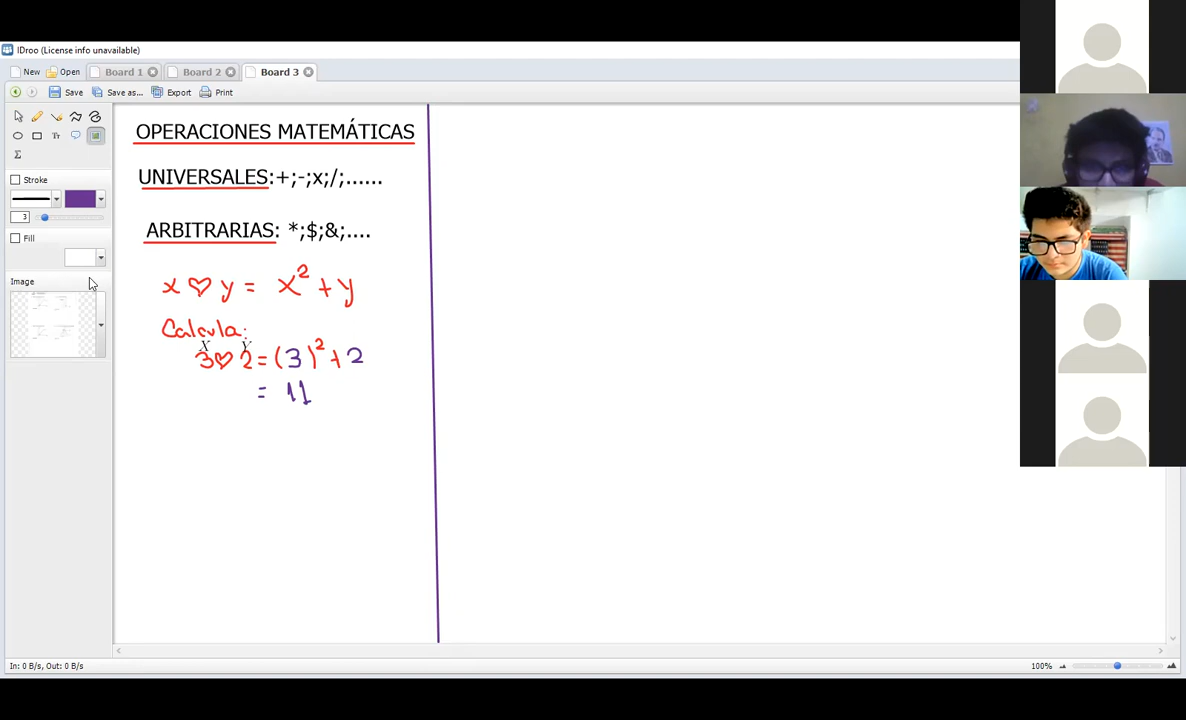 IDroo (License info unavailable)
New Open Board 1 Board 2 Board 3
Save Save as... Export Print
Tr
Σ
Stroke
3
Fill
Image
OPERACIONES MATEMÁTICAS
UNIVERSALES:+;-;x;/;......
ARBITRARIAS: *;$;&;....
x ♡ y = x² + y
Calcula:
x y
3 ♡ 2 = (3)² + 2
= 11
In: 0 B/s, Out: 0 B/s
100%